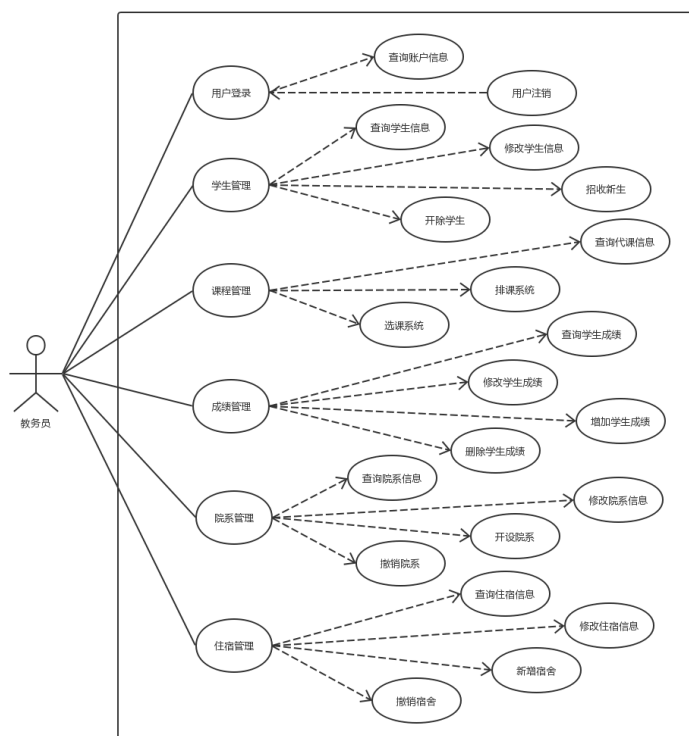 查询账户信息
用户登录
用户注销
查询学生信息
修改学生信息
学生管理
招收新生
开除学生
查询代课信息
课程管理
排课系统
选课系统
查询学生成绩
修改学生成绩
教务员
成绩管理
增加学生成绩
删除学生成绩
查询院系信息
修改院系信息
院系管理
开设院系
撤销院系
查询住宿信息
修改住宿信息
住宿管理
新增宿舍
撤销宿舍